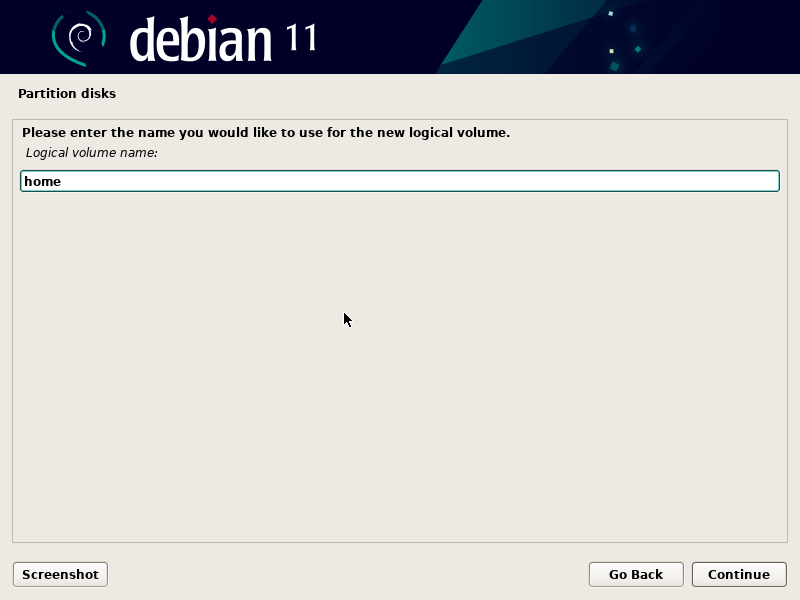 debian 11
Partition disks
Please enter the name you would like to use for the new logical volume.
Logical volume name:
home
Screenshot
Go Back
Continue